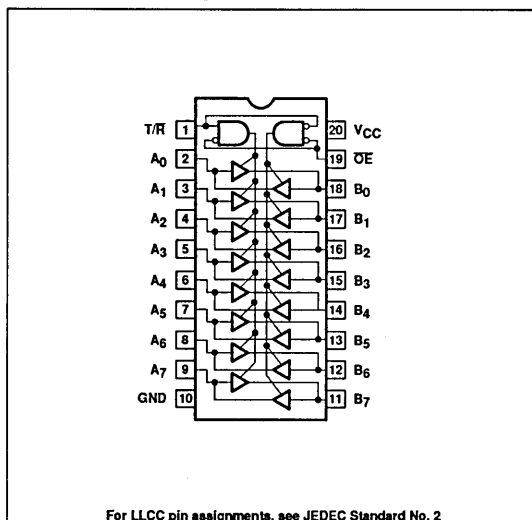 T/R̅ 1 20 VCC
A0 2 19 O̅E̅
A1 3 18 B0
A2 4 17 B1
A3 5 16 B2
A4 6 15 B3
A5 7 14 B4
A6 8 13 B5
A7 9 12 B6
GND 10 11 B7
For LLCC pin assignments, see JEDEC Standard No. 2